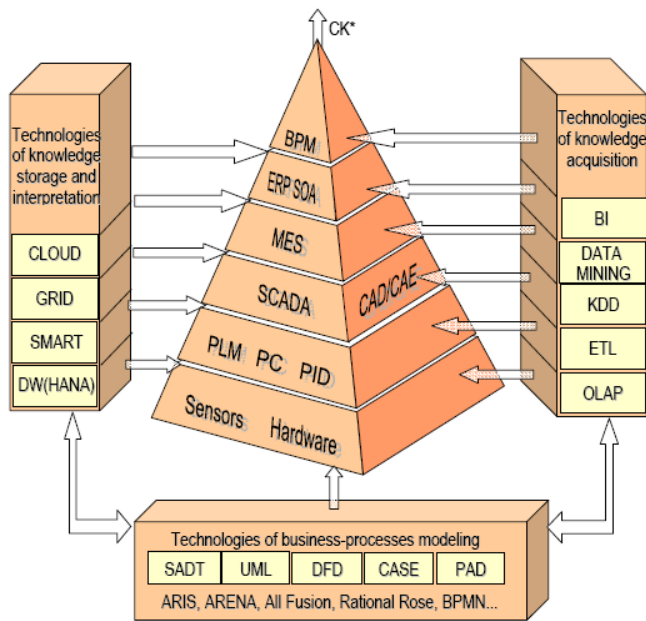 CK*
Technologies
of knowledge
storage and
interpretation
CLOUD
GRID
SMART
DW(HANA)
BPM
ERP SOA
MES
SCADA
CAD/CAE
PLM PC PID
Sensors Hardware
Technologies
of knowledge
acquisition
BI
DATA
MINING
KDD
ETL
OLAP
Technologies of business-processes modeling
SADT UML DFD CASE PAD
ARIS, ARENA, All Fusion, Rational Rose, BPMN...